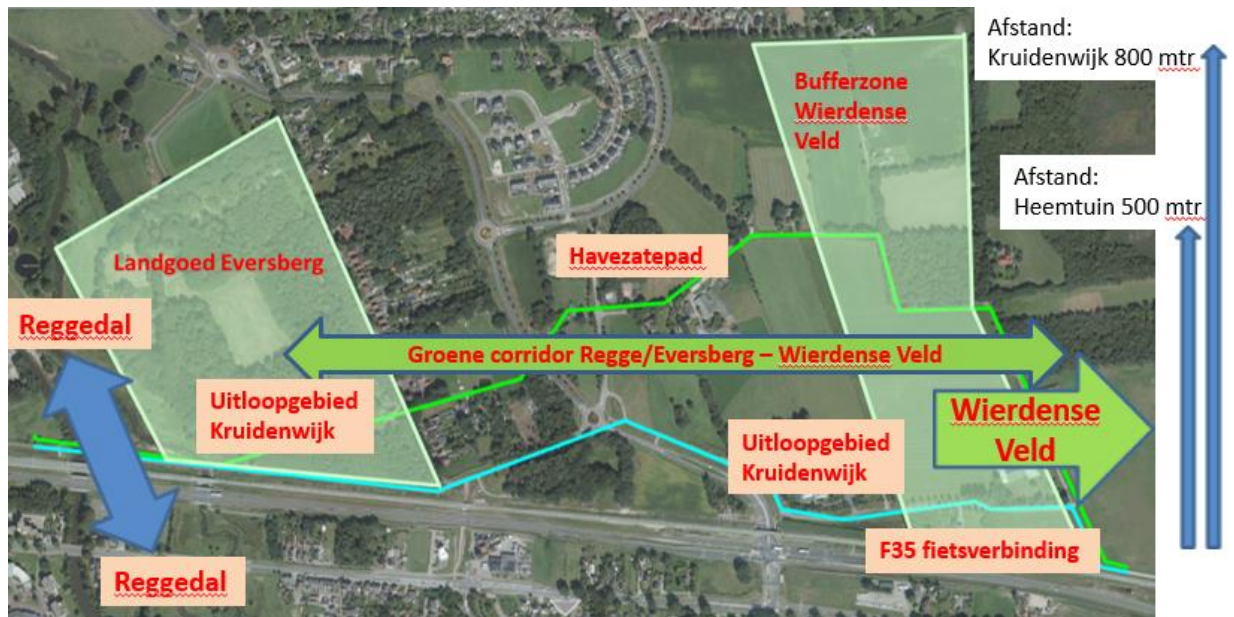 Afstand:
Kruidenwijk 800 mtr
Bufferzone
Wierdense
Veld
Afstand:
Heemtuin 500 mtr
Havezatepad
Landgoed Eversberg
Reggedal
Groene corridor Regge/Eversberg – Wierdense Veld
Uitloopgebied
Kruidenwijk
Wierdense
Veld
Uitloopgebied
Kruidenwijk
F35 fietsverbinding
Reggedal